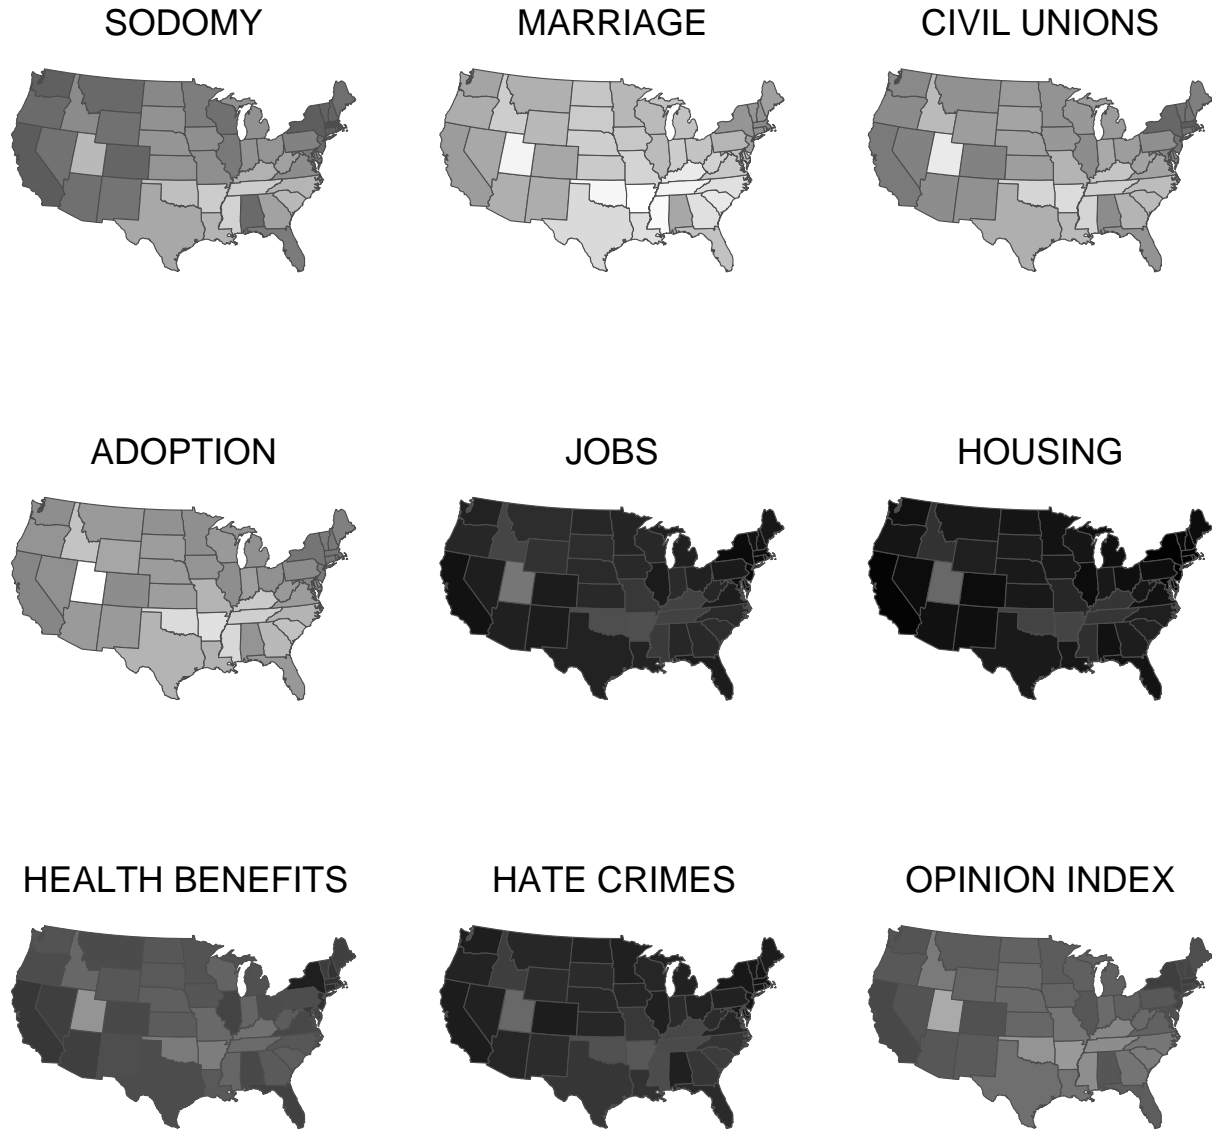 SODOMY
MARRIAGE
CIVIL UNIONS
ADOPTION
JOBS
HOUSING
HEALTH BENEFITS
HATE CRIMES
OPINION INDEX